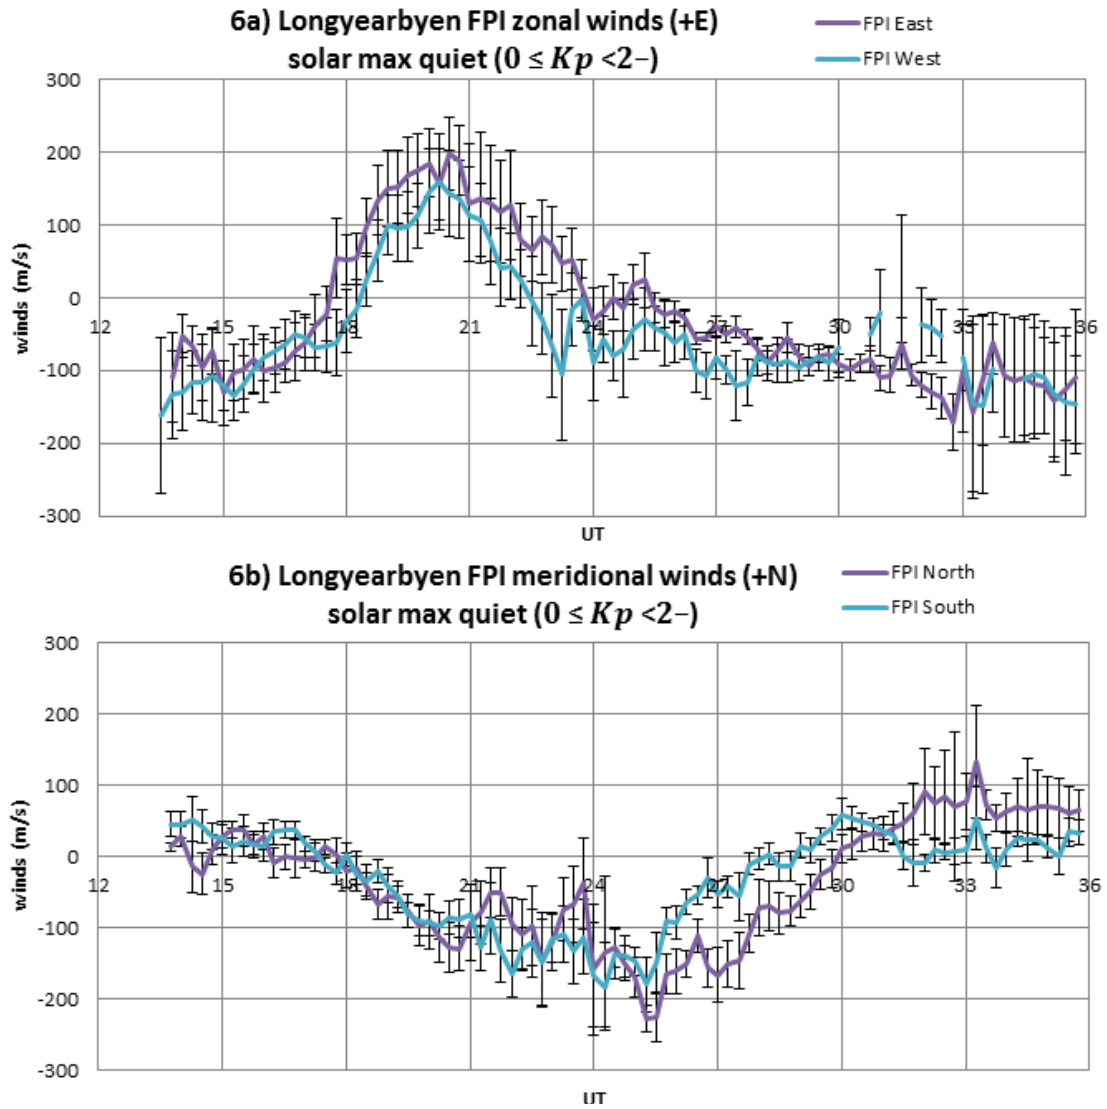 6a) Longyearbyen FPI zonal winds (+E)
solar max quiet (0 ≤ Kp <2−)
FPI East
FPI West
300
200
100
0
-100
-200
-300
winds (m/s)
12
15
18
21
24
27
30
33
36
UT
6b) Longyearbyen FPI meridional winds (+N)
solar max quiet (0 ≤ Kp <2−)
FPI North
FPI South
300
200
100
0
-100
-200
-300
winds (m/s)
12
15
18
21
24
27
30
33
36
UT